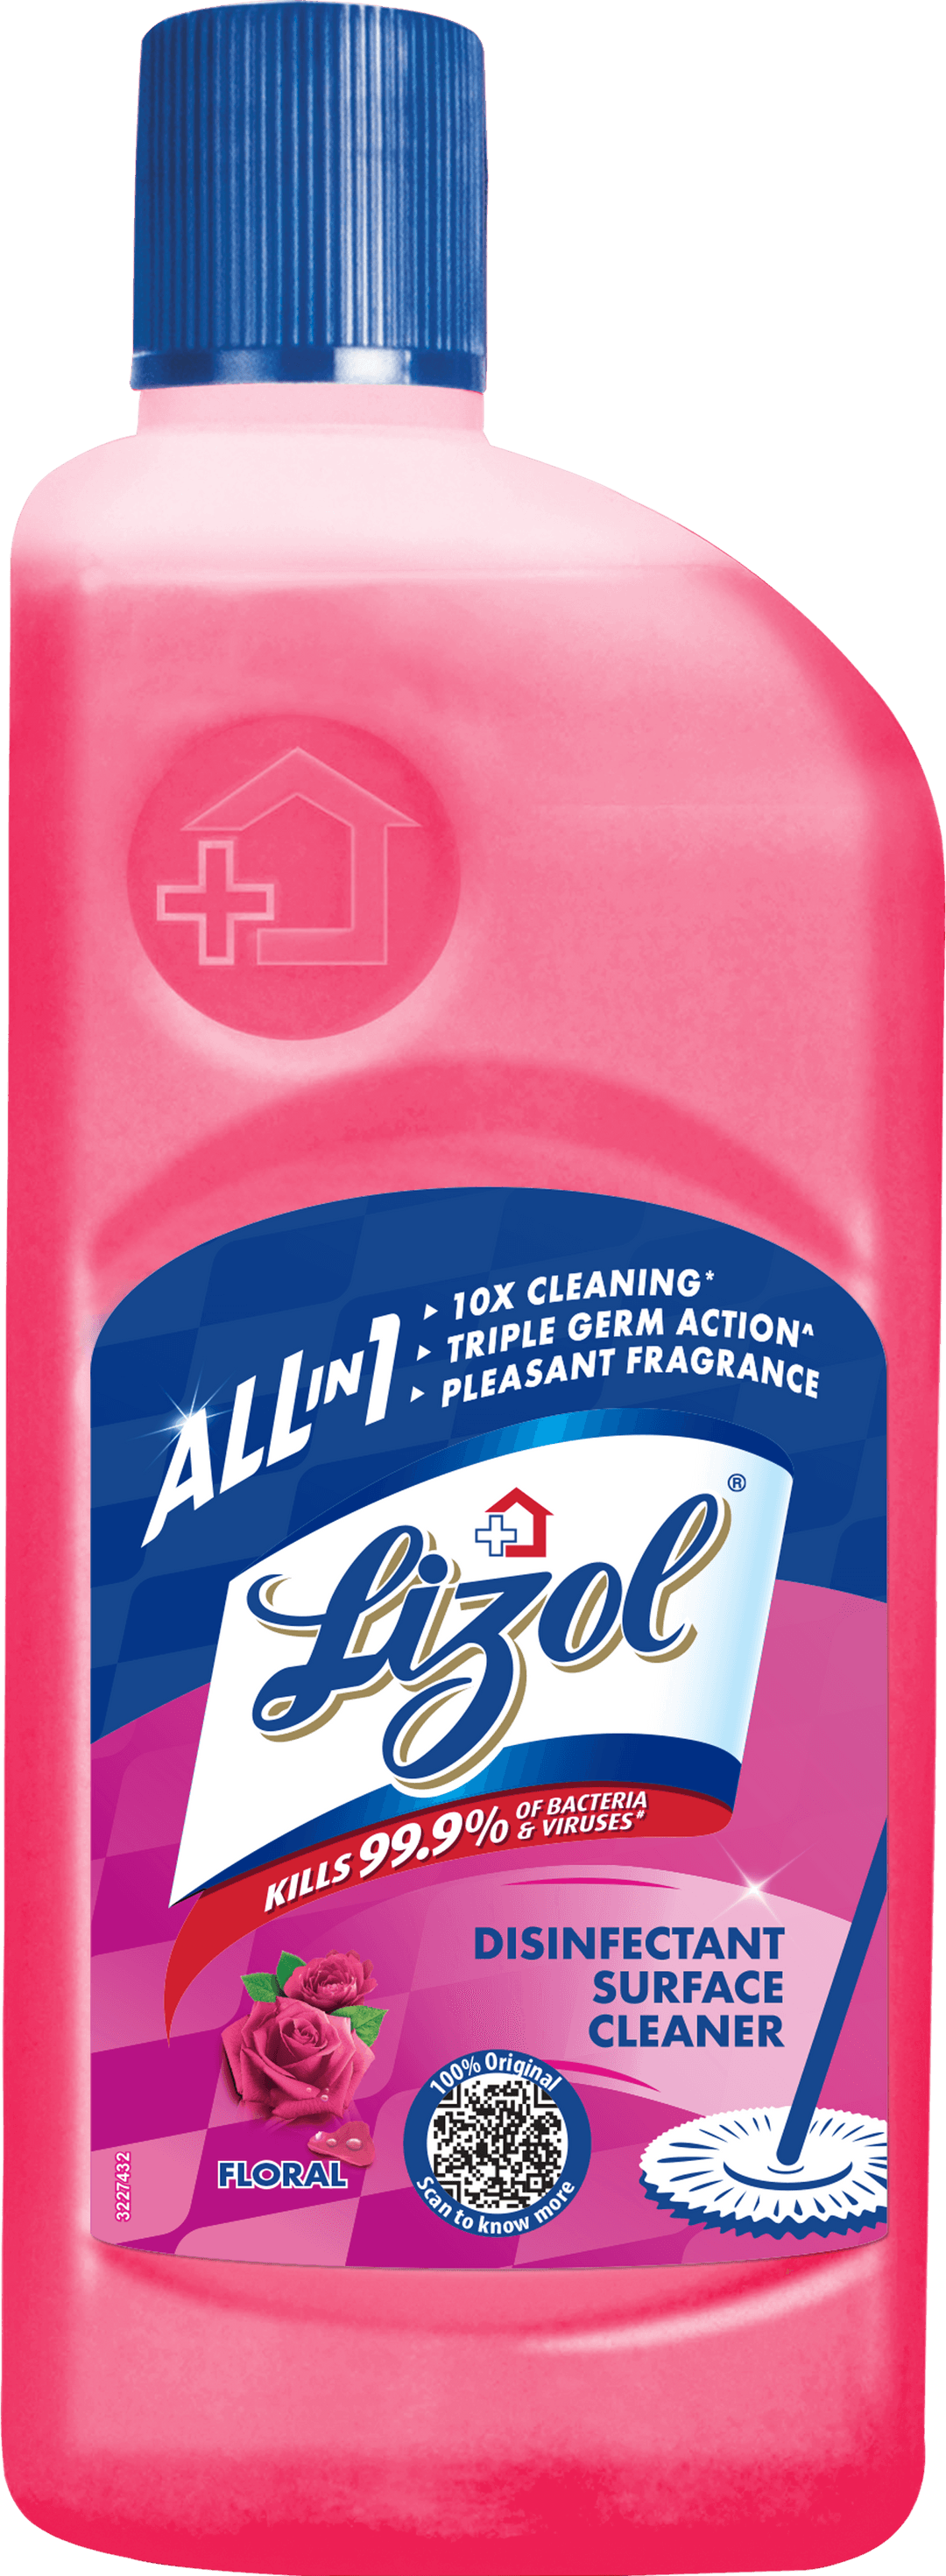 ALL IN 1
10X CLEANING*
TRIPLE GERM ACTION^
PLEASANT FRAGRANCE
Lizol®
KILLS 99.9% OF BACTERIA
& VIRUSES#
DISINFECTANT
SURFACE
CLEANER
FLORAL
100% Original
Scan to know more
3227432